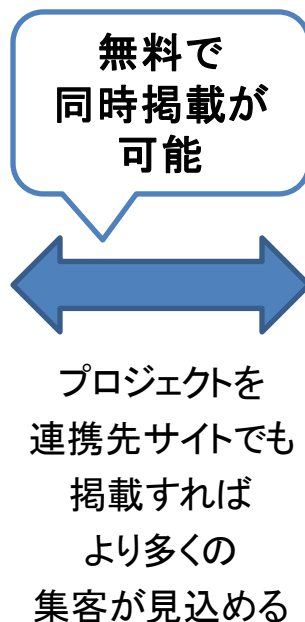 無料で
同時掲載が
可能
プロジェクトを
連携先サイトでも
掲載すれば
より多くの
集客が見込める